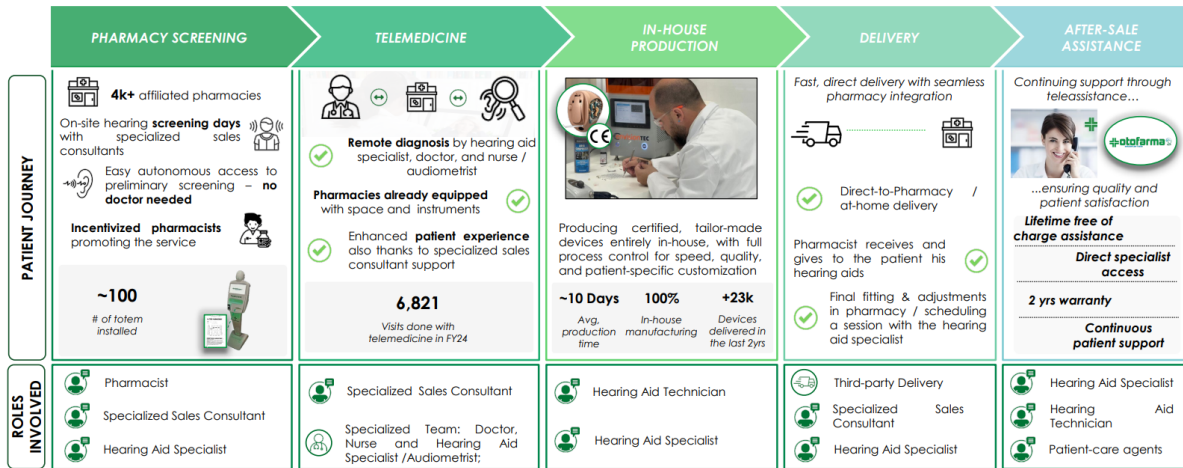 PHARMACY SCREENING
TELEMEDICINE
IN-HOUSE
PRODUCTION
DELIVERY
AFTER-SALE
ASSISTANCE
PATIENT JOURNEY
4k+ affiliated pharmacies
On-site hearing screening days
with specialized sales
consultants
Easy autonomous access to
preliminary screening – no
doctor needed
Incentivized pharmacists
promoting the service
~100
# of totem
installed
Remote diagnosis by hearing aid
specialist, doctor, and nurse /
audiometrist
Pharmacies already equipped
with space and instruments
Enhanced patient experience
also thanks to specialized sales
consultant support
6,821
Visits done with
telemedicine in FY24
CE
Producing certified, tailor-made
devices entirely in-house, with full
process control for speed, quality,
and patient-specific customization
~10 Days
Avg,
production
time
100%
In-house
manufacturing
+23k
Devices
delivered in
the last 2yrs
Fast, direct delivery with seamless
pharmacy integration
Direct-to-Pharmacy /
at-home delivery
Pharmacist receives and
gives to the patient his
hearing aids
Final fitting & adjustments
in pharmacy / scheduling
a session with the hearing
aid specialist
Continuing support through
teleassistance…
otofarma
...ensuring quality and
patient satisfaction
Lifetime free of
charge assistance
Direct specialist
access
2 yrs warranty
Continuous
patient support
ROLES
INVOLVED
Pharmacist
Specialized Sales Consultant
Hearing Aid Specialist
Specialized Sales Consultant
Specialized Team: Doctor,
Nurse and Hearing Aid
Specialist /Audiometrist;
Hearing Aid Technician
Hearing Aid Specialist
Third-party Delivery
Specialized Sales
Consultant
Hearing Aid Specialist
Hearing Aid Specialist
Hearing Aid
Technician
Patient-care agents